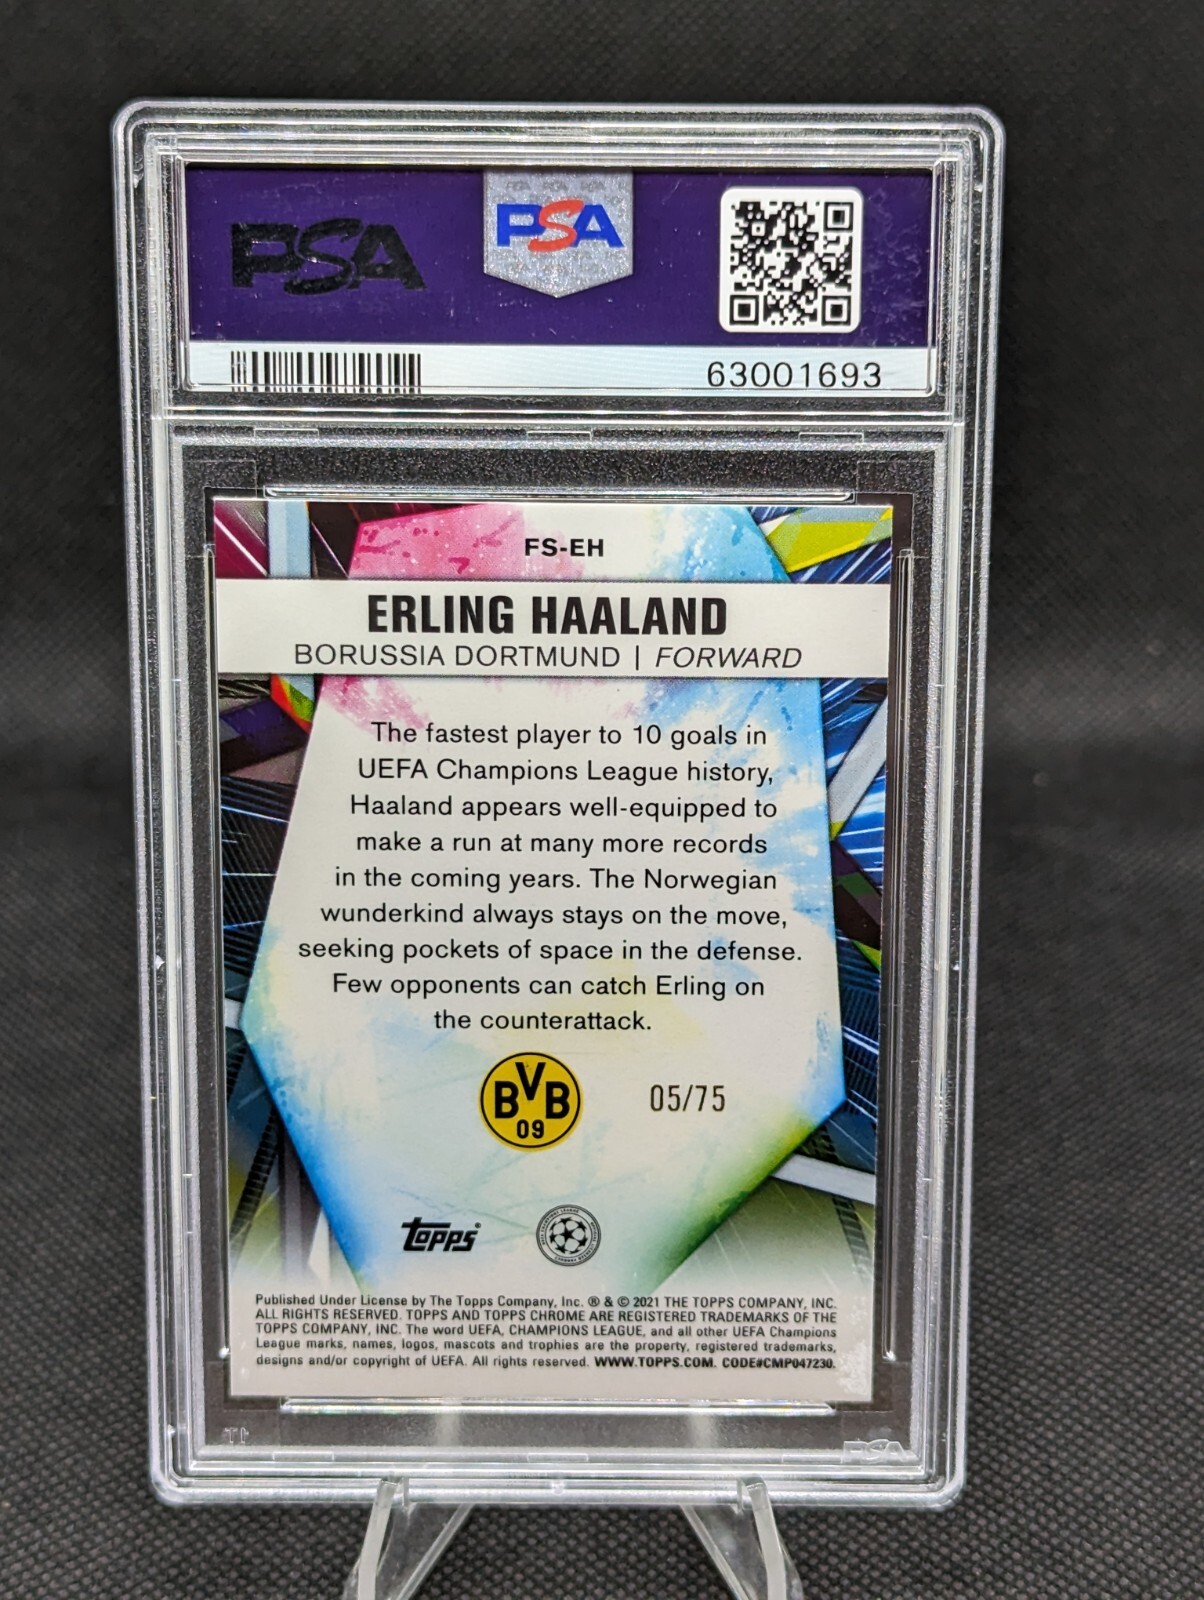 PSA
PSA PSA PSA
PSA
63001693
FS-EH
ERLING HAALAND
BORUSSIA DORTMUND | FORWARD
The fastest player to 10 goals in
UEFA Champions League history,
Haaland appears well-equipped to
make a run at many more records
in the coming years. The Norwegian
wunderkind always stays on the move,
seeking pockets of space in the defense.
Few opponents can catch Erling on
the counterattack.
BVB
09
05/75
Topps
Published Under License by The Topps Company, Inc. ® & © 2021 THE TOPPS COMPANY, INC.
ALL RIGHTS RESERVED. TOPPS AND TOPPS CHROME ARE REGISTERED TRADEMARKS OF THE
TOPPS COMPANY, INC. The word UEFA, CHAMPIONS LEAGUE, and all other UEFA Champions
League marks, names, logos, mascots and trophies are the property, registered trademarks,
designs and/or copyright of UEFA. All rights reserved. WWW.TOPPS.COM. CODE#CMP047230.
PSA